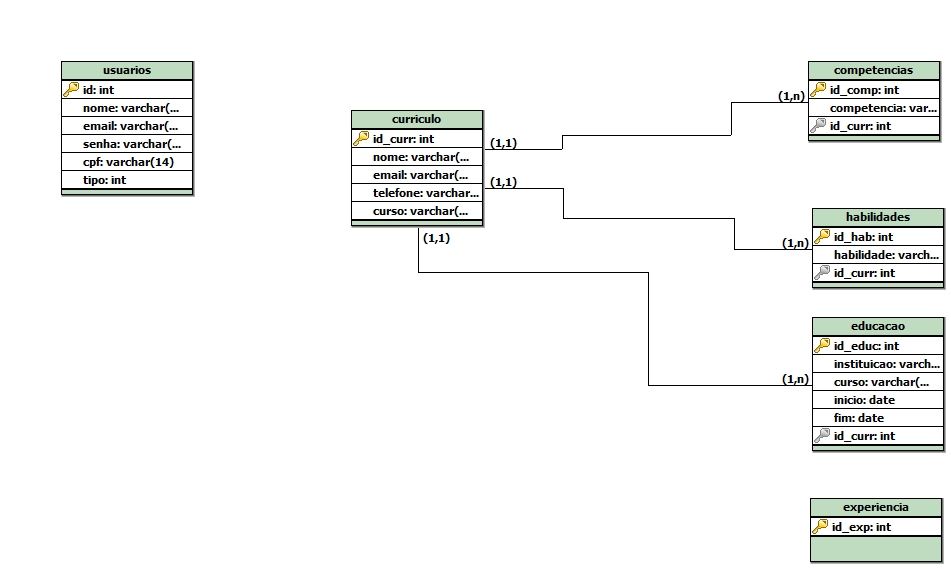 usuarios
id: int
nome: varchar(...
email: varchar(...
senha: varchar(...
cpf: varchar(14)
tipo: int
curriculo
id_curr: int
nome: varchar(...
email: varchar(...
telefone: varchar...
curso: varchar(...
(1,1)
(1,1)
(1,1)
(1,n)
(1,n)
(1,n)
competencias
id_comp: int
competencia: var...
id_curr: int
habilidades
id_hab: int
habilidade: varch...
id_curr: int
educacao
id_educ: int
instituicao: varch...
curso: varchar(...
inicio: date
fim: date
id_curr: int
experiencia
id_exp: int